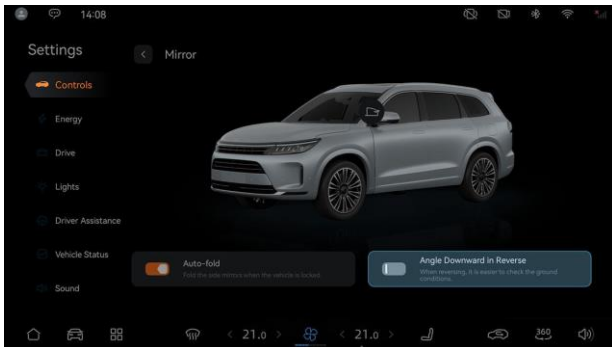 14:08
Settings
Mirror
Controls
Energy
Drive
Lights
Driver Assistance
Vehicle Status
Sound
Auto-fold
Fold the side mirrors when the vehicle is locked.
Angle Downward in Reverse
When reversing, it is easier to check the ground
conditions.
< 21.0 >
< 21.0 >
360